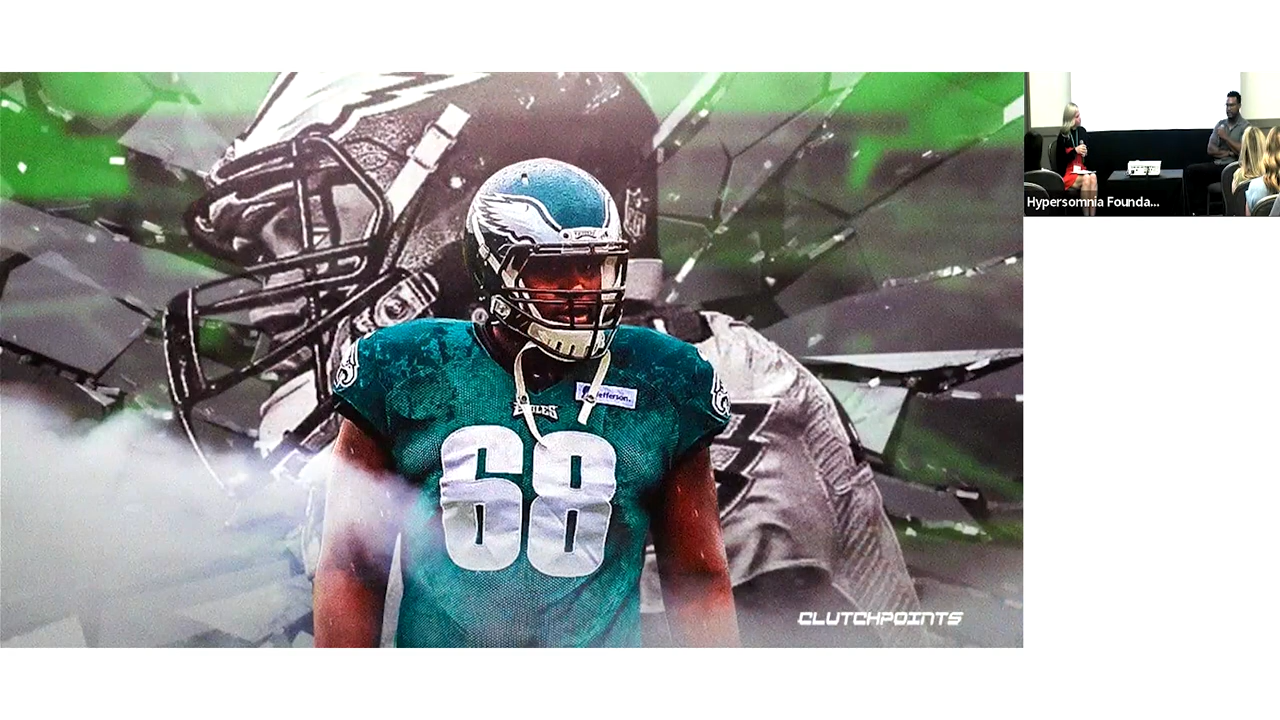 Hypersomnia Founda...
EAGLES
Jefferson.
68
CLUTCHPOINTS